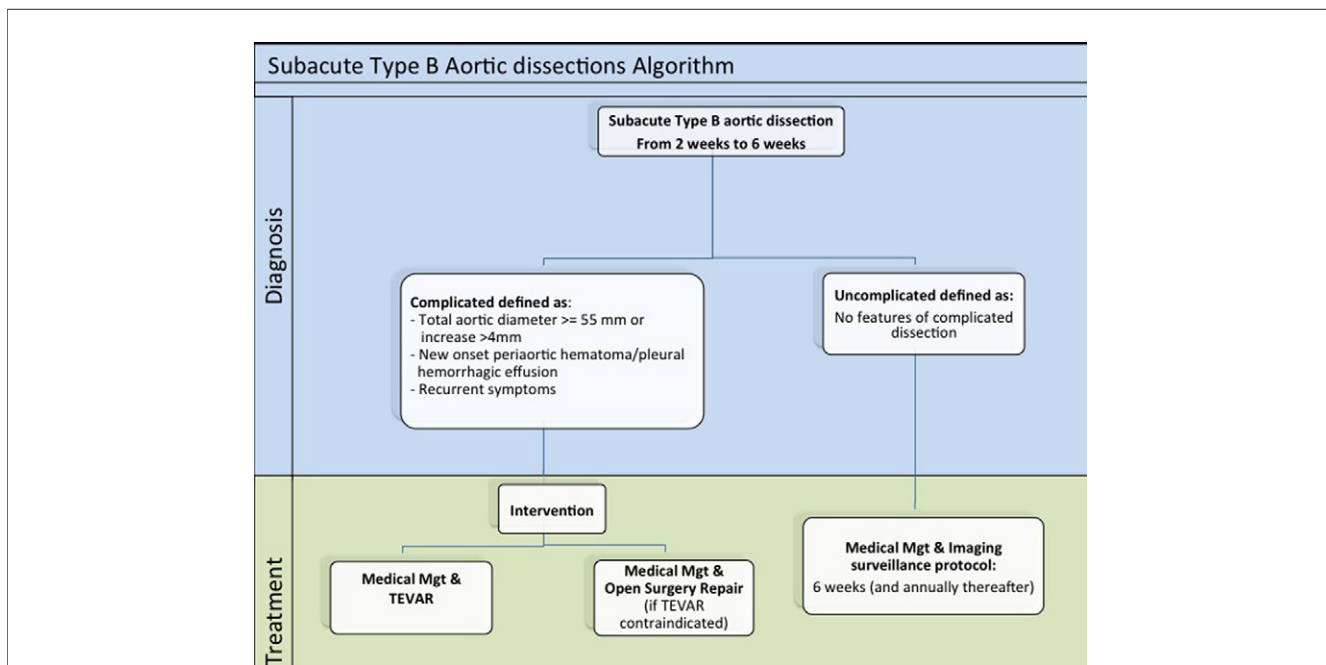 Subacute Type B Aortic dissections Algorithm
Diagnosis
Subacute Type B aortic dissection
From 2 weeks to 6 weeks
Complicated defined as:
- Total aortic diameter >= 55 mm or
increase >4mm
- New onset periaortic hematoma/pleural
hemorrhagic effusion
- Recurrent symptoms
Uncomplicated defined as:
No features of complicated
dissection
Treatment
Intervention
Medical Mgt &
TEVAR
Medical Mgt &
Open Surgery Repair
(if TEVAR
contraindicated)
Medical Mgt & Imaging
surveillance protocol:
6 weeks (and annually thereafter)